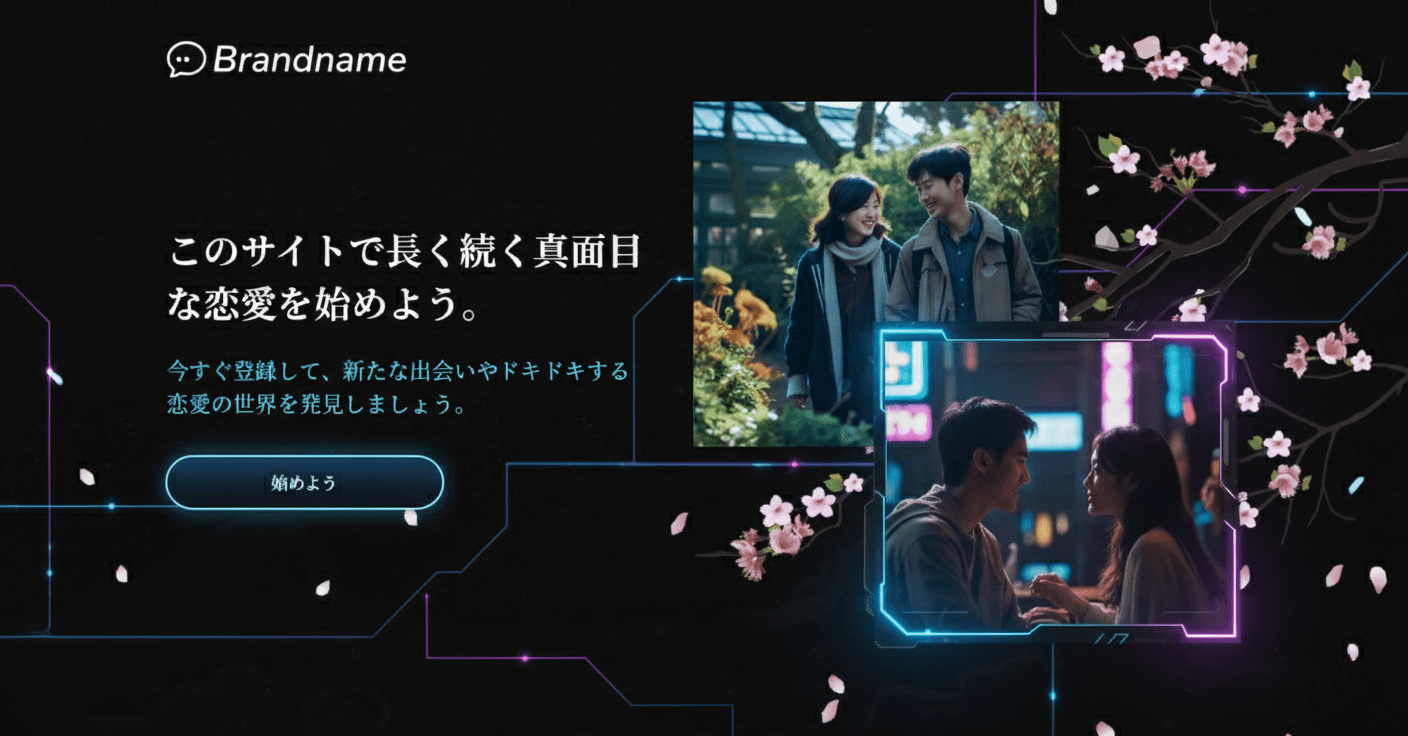 Brandname
このサイトで長く続く真面目
な恋愛を始めよう。
今すぐ登録して、新たな出会いやドキドキする
恋愛の世界を発見しましょう。
始めよう